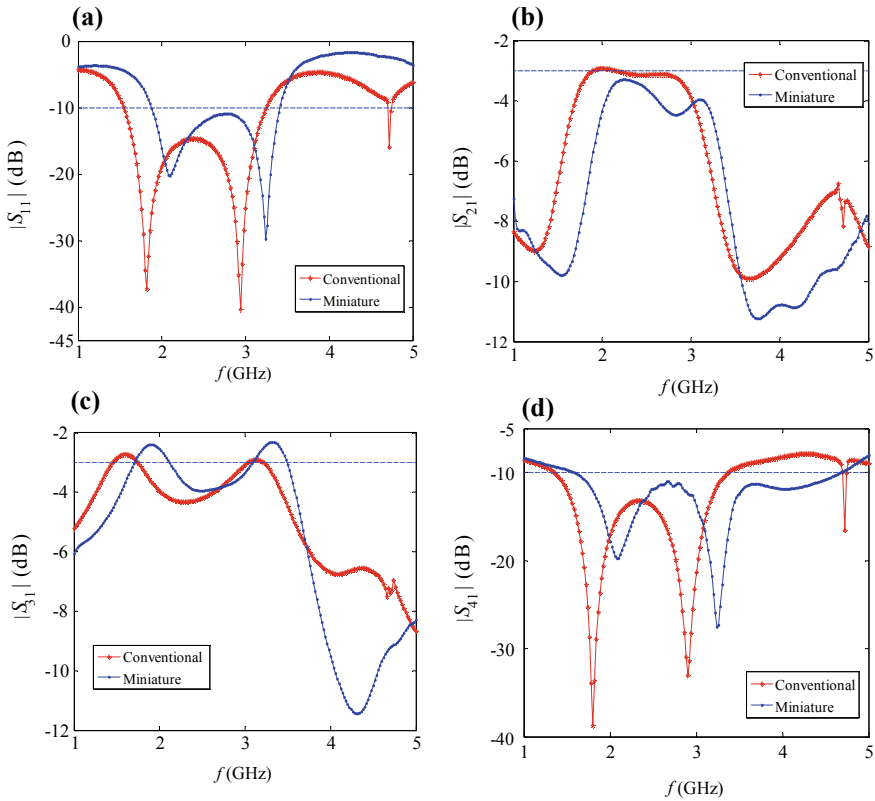 (a)
0
-10
-20
-30
-40
-45
|S11| (dB)
Conventional
Miniature
1 2 3 4 5
f (GHz)
(b)
-2
-4
-6
-8
-10
-12
|S21| (dB)
Conventional
Miniature
1 2 3 4 5
f (GHz)
(c)
-2
-4
-6
-8
-10
-12
|S31| (dB)
Conventional
Miniature
1 2 3 4 5
f (GHz)
(d)
-5
-10
-20
-30
-40
|S41| (dB)
Conventional
Miniature
1 2 3 4 5
f (GHz)